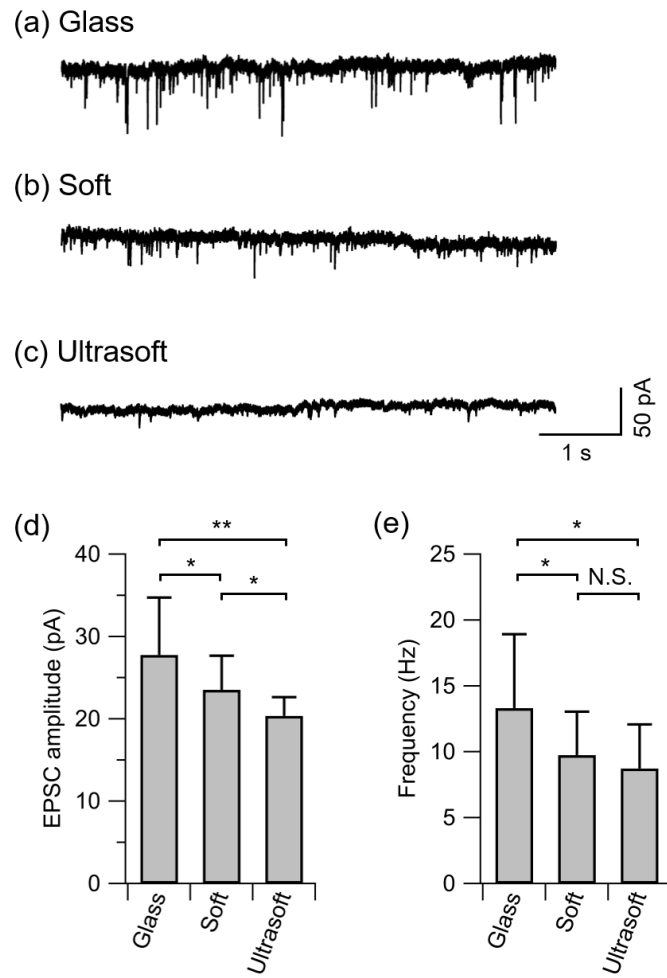 (a) Glass
(b) Soft
(c) Ultrasoft
50 pA
1 s
(d)
**
*
*
40
30
20
10
0
EPSC amplitude (pA)
Glass
Soft
Ultrasoft
(e)
*
*
N.S.
25
20
15
10
5
0
Frequency (Hz)
Glass
Soft
Ultrasoft